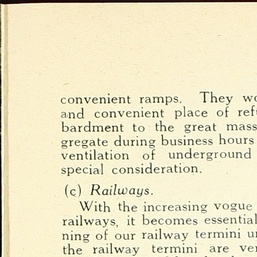 convenient ramps. They wo
and convenient place of ref
bardment to the great mass
gregate during business hours
ventilation of underground
special consideration.
(c) Railways.
With the increasing vogue
railways, it becomes essential
ning of our railway termini u
the railway termini are ver